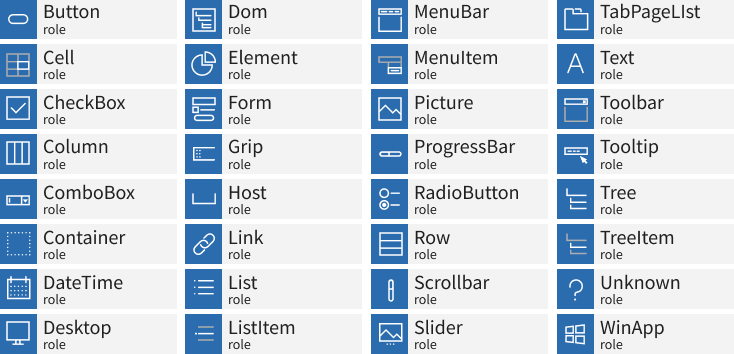 Button
role
Cell
role
CheckBox
role
Column
role
ComboBox
role
Container
role
DateTime
role
Desktop
role
Dom
role
Element
role
Form
role
Grip
role
Host
role
Link
role
List
role
ListItem
role
MenuBar
role
MenuItem
role
Picture
role
ProgressBar
role
RadioButton
role
Row
role
Scrollbar
role
Slider
role
TabPageLIst
role
Text
role
Toolbar
role
Tooltip
role
Tree
role
TreeItem
role
Unknown
role
WinApp
role